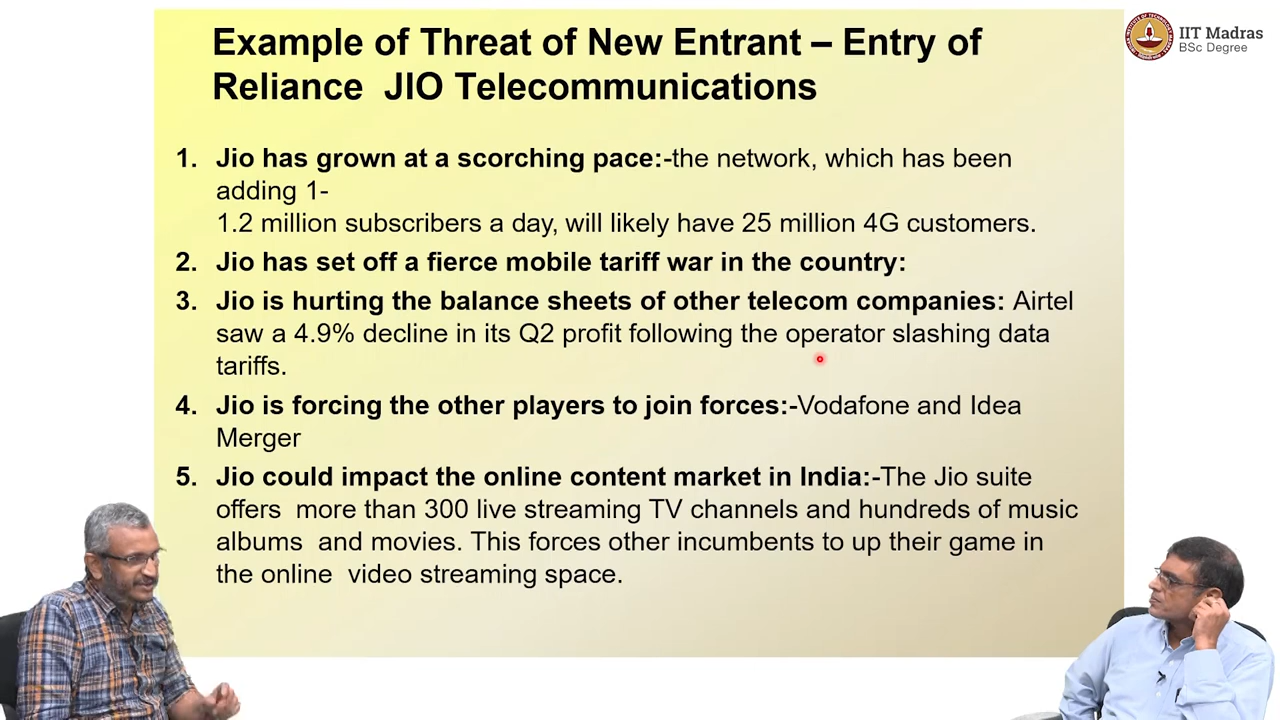 Example of Threat of New Entrant – Entry of
Reliance JIO Telecommunications
IIT Madras
BSc Degree
1. Jio has grown at a scorching pace:-the network, which has been
adding 1-
1.2 million subscribers a day, will likely have 25 million 4G customers.
2. Jio has set off a fierce mobile tariff war in the country:
3. Jio is hurting the balance sheets of other telecom companies: Airtel
saw a 4.9% decline in its Q2 profit following the operator slashing data
tariffs.
4. Jio is forcing the other players to join forces:-Vodafone and Idea
Merger
5. Jio could impact the online content market in India:-The Jio suite
offers more than 300 live streaming TV channels and hundreds of music
albums and movies. This forces other incumbents to up their game in
the online video streaming space.